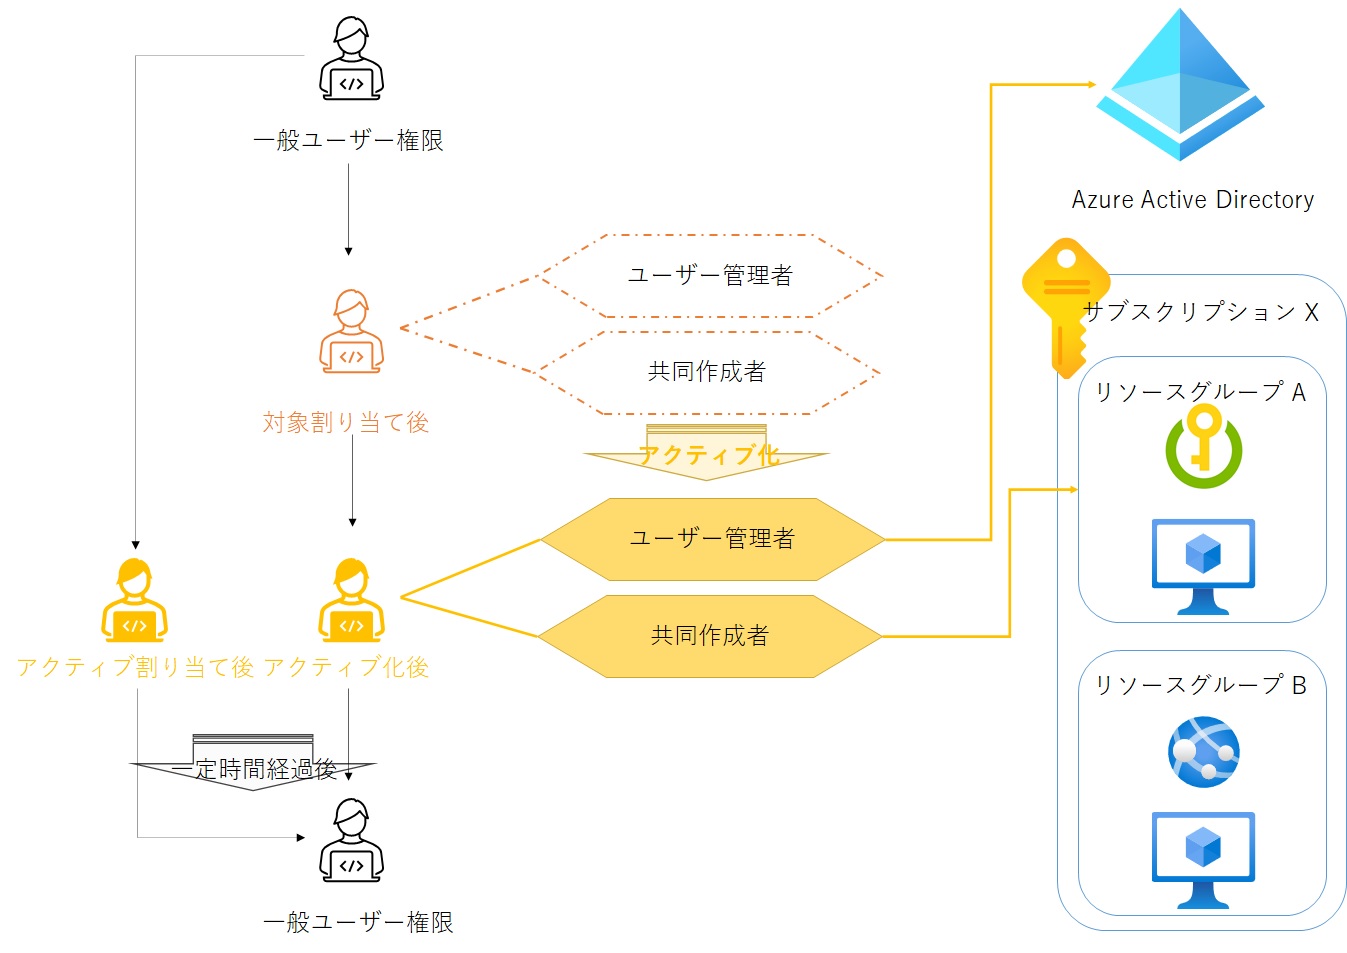 一般ユーザー権限
Azure Active Directory
ユーザー管理者
サブスクリプション X
共同作成者
リソースグループ A
対象割り当て後
アクティブ化
ユーザー管理者
共同作成者
アクティブ割り当て後
アクティブ化後
リソースグループ B
一定時間経過後
一般ユーザー権限